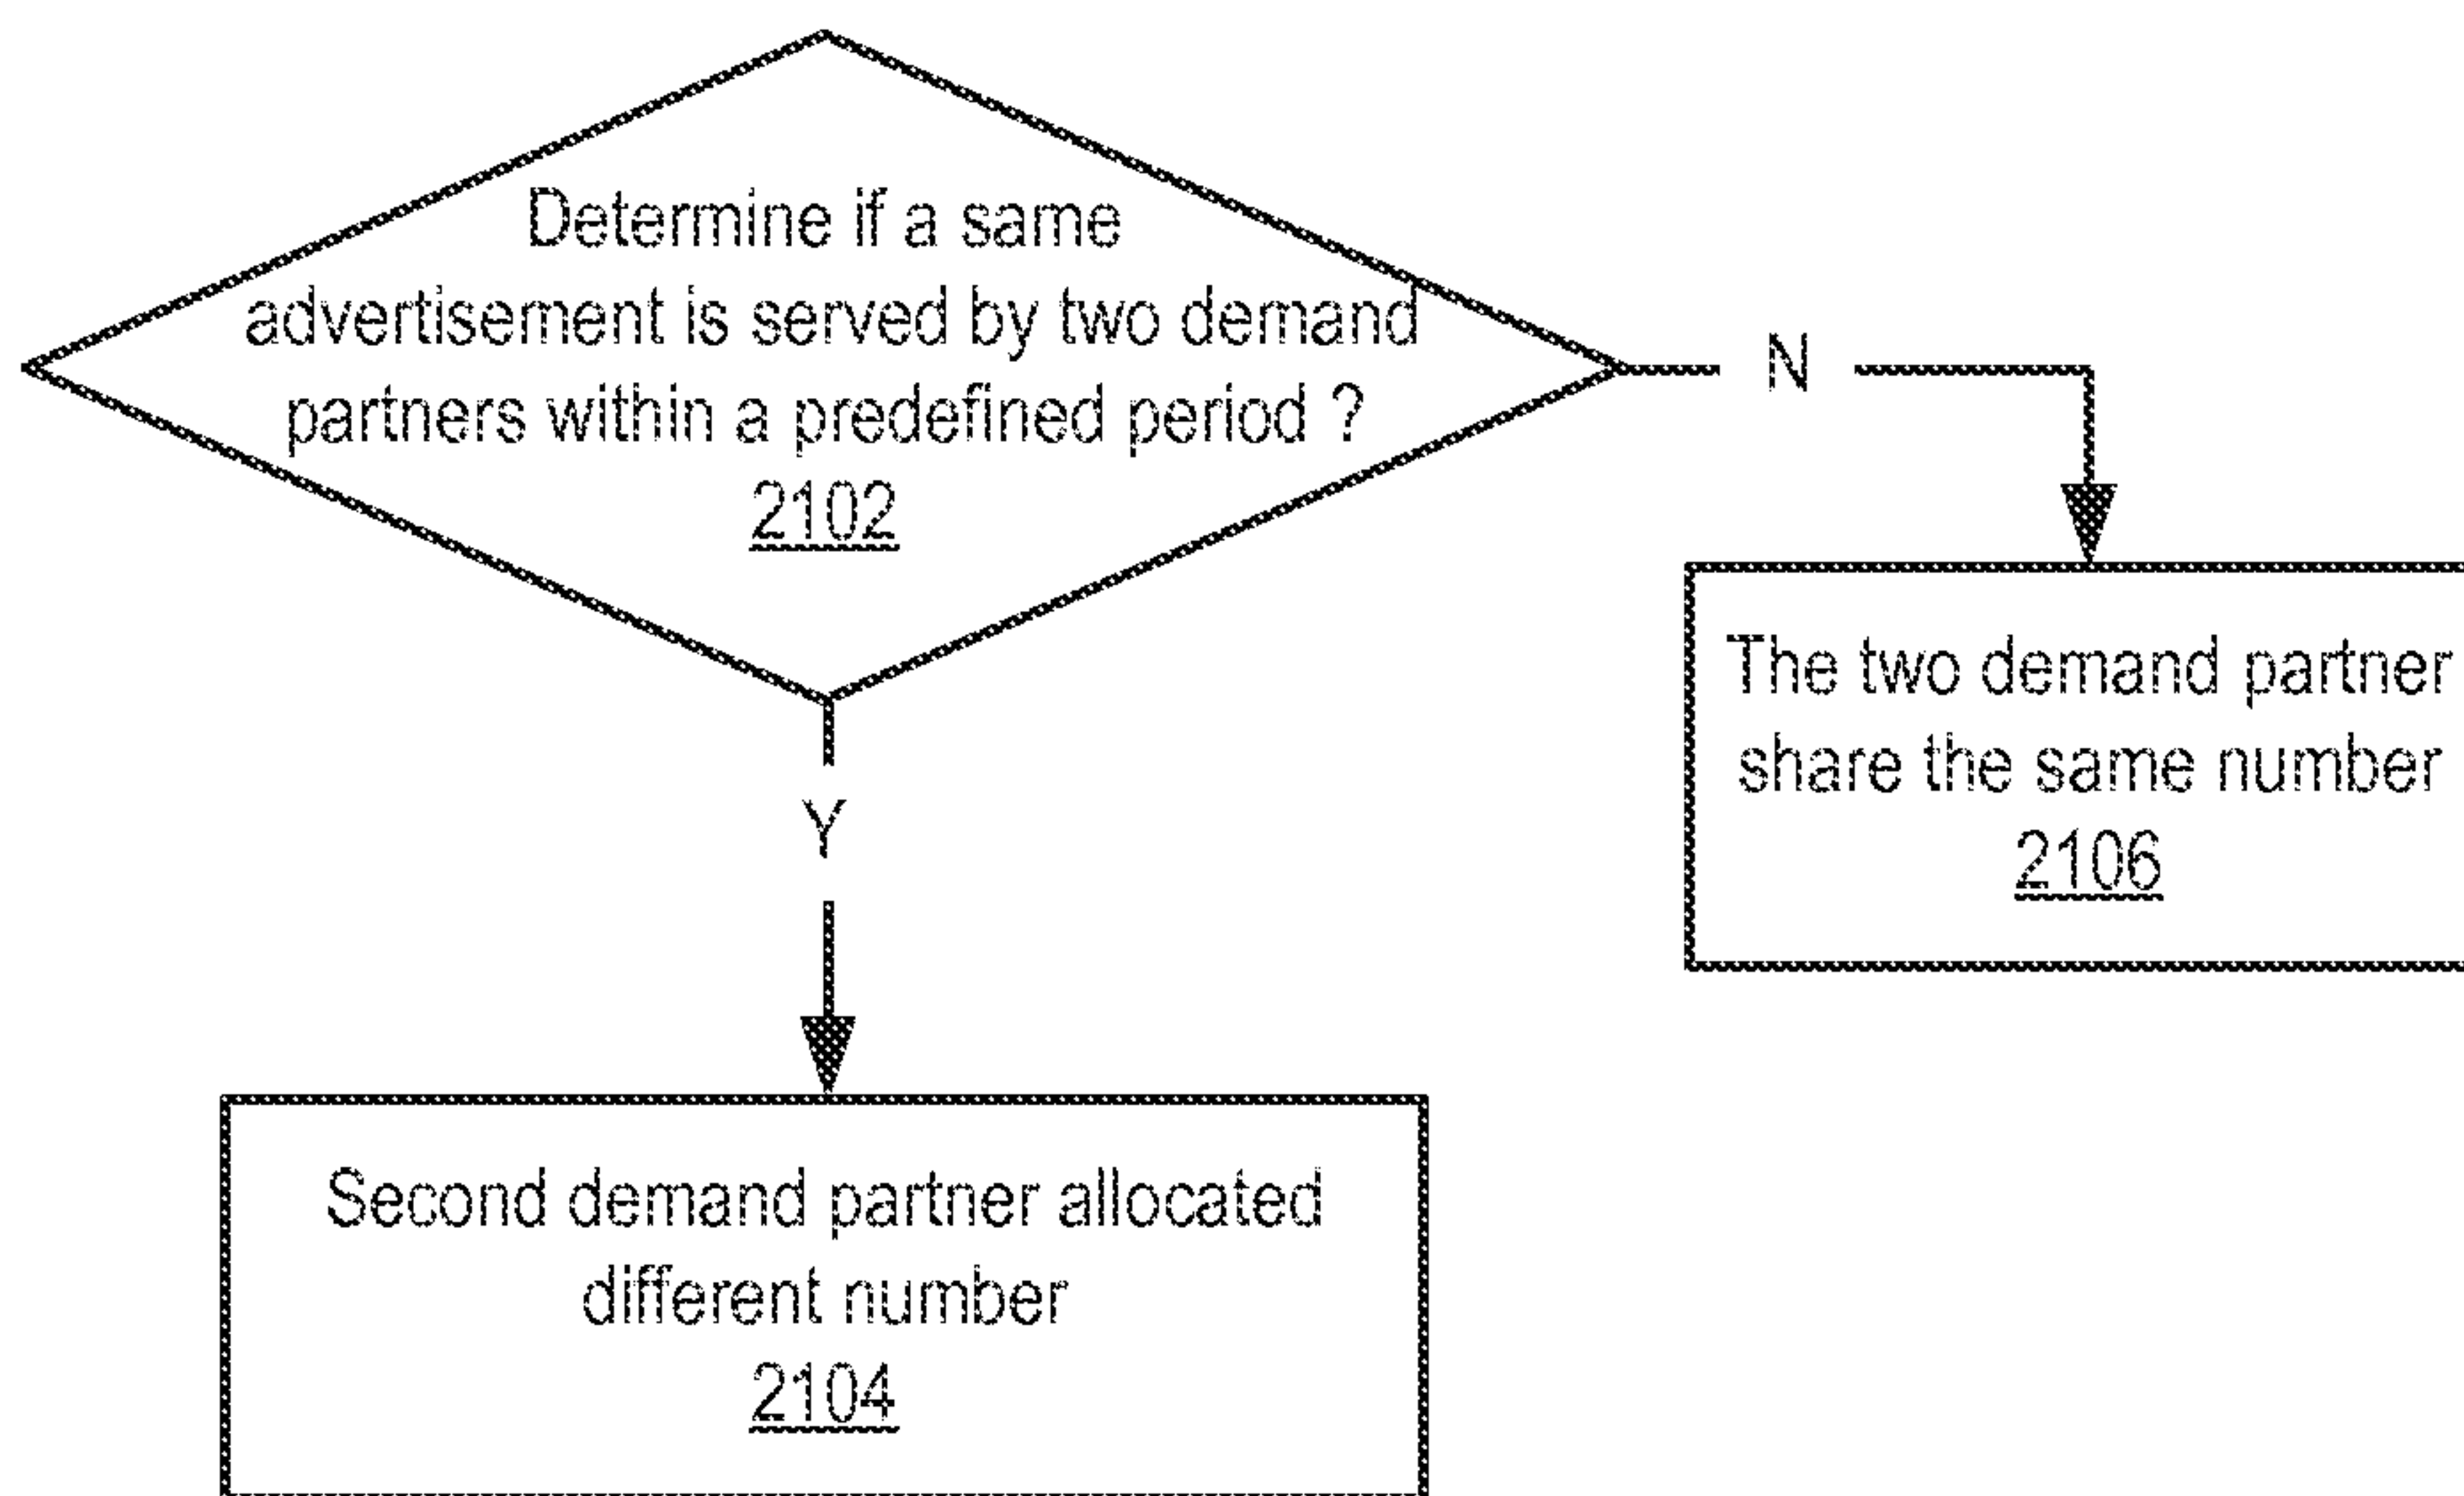 Determine if a same
advertisement is served by two demand
partners within a predefined period ?
2102
N
The two demand partner
share the same number
2106
Y
Second demand partner allocated
different number
2104